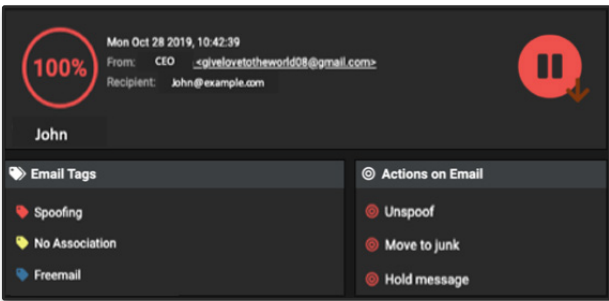 100%
Mon Oct 28 2019, 10:42:39
From: CEO <givelovetotheworld08@gmail.com>
Recipient: John@example.com
John
Email Tags
Spoofing
No Association
Freemail
Actions on Email
Unspoof
Move to junk
Hold message